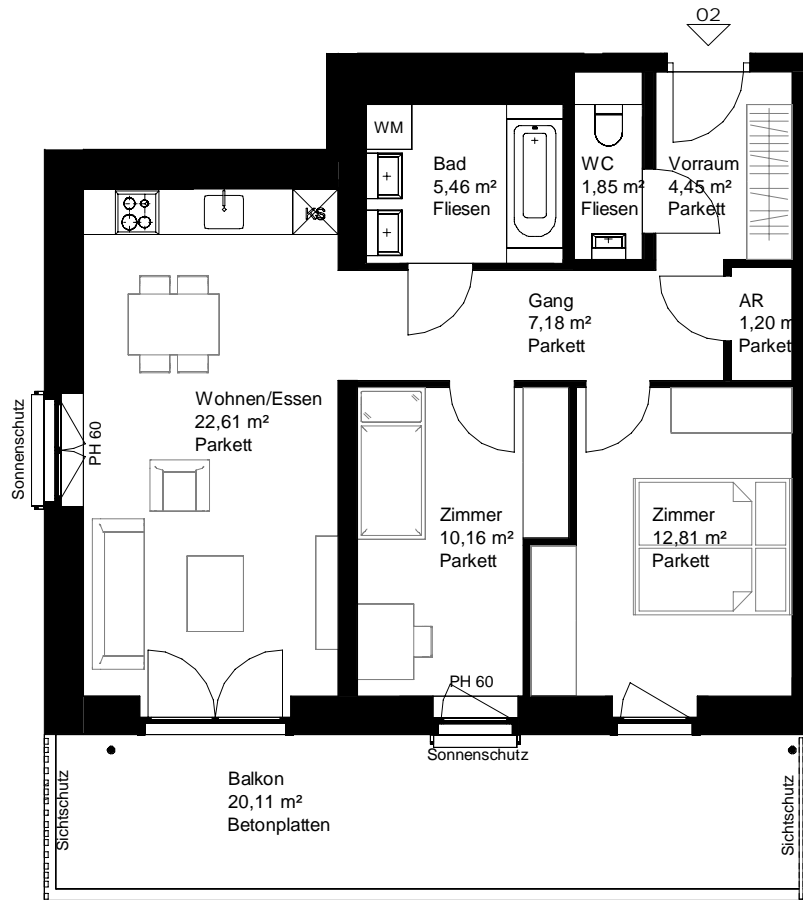 02
WM
Bad
5,46 m²
Fliesen
WC
1,85 m²
Fliesen
Vorraum
4,45 m²
Parkett
KS
Gang
7,18 m²
Parkett
AR
1,20 m
Parkett
Wohnen/Essen
22,61 m²
Parkett
Sonnenschutz
PH 60
Zimmer
10,16 m²
Parkett
Zimmer
12,81 m²
Parkett
PH 60
Sonnenschutz
Sichtschutz
Balkon
20,11 m²
Betonplatten
Sichtschutz